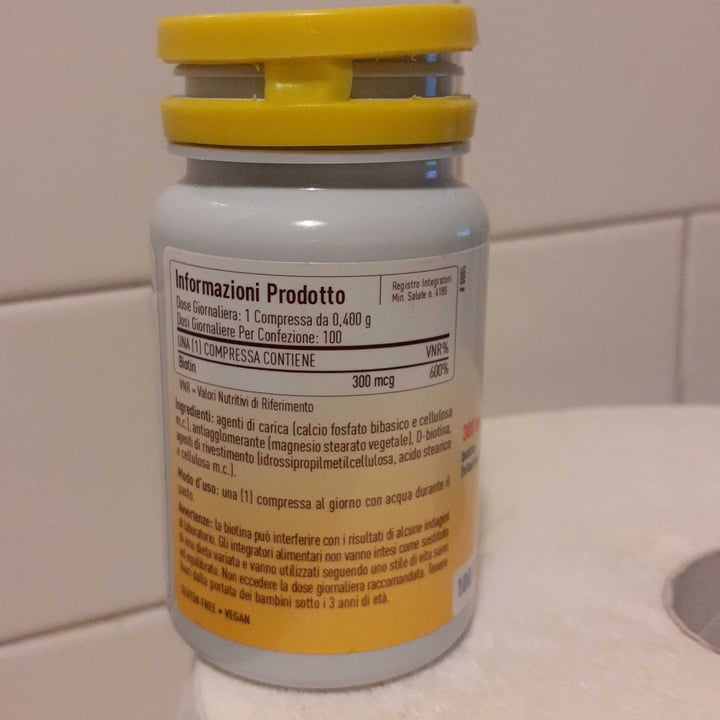 Informazioni Prodotto
Registro Integratori
Min. Salute n. 4185
Dose Giornaliera: 1 Compressa da 0,400 g
Dosi Giornaliere Per Confezione: 100
UNA (1) COMPRESSA CONTIENE VNR%
Biotin 300 mcg 600%
VNR = Valori Nutritivi di Riferimento
Ingredienti: agenti di carica (calcio fosfato bibasico e cellulosa
m.c.), antiagglomerante (magnesio stearato vegetale), D-biotina,
agenti di rivestimento (idrossipropilmetilcellulosa, acido stearico
e cellulosa m.c.).
Modo d'uso: una (1) compressa al giorno con acqua durante il
pasto.
Avvertenze: la biotina può interferire con i risultati di alcune indagini
di laboratorio. Gli integratori alimentari non vanno intesi come sostituto
di una dieta variata e vanno utilizzati seguendo uno stile di vita sano
ed equilibrato. Non eccedere la dose giornaliera raccomandata. Tenere
fuori dalla portata dei bambini sotto i 3 anni di età.
GLUTEN FREE • VEGAN
300